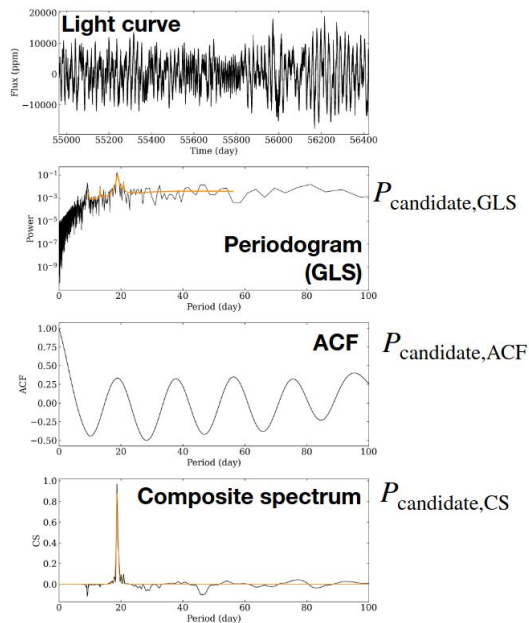 Light curve
20000
10000
0
−10000
Flux (ppm)
55000 55200 55400 55600 55800 56000 56200 56400
Time (day)
10⁻¹
10⁻³
10⁻⁵
10⁻⁷
10⁻⁹
Power
Periodogram
(GLS)
0 20 40 60 80 100
Period (day)
P candidate,GLS
1.00
0.75
0.50
0.25
0.00
−0.25
−0.50
ACF
ACF
0 20 40 60 80 100
Period (day)
P candidate,ACF
1.0
0.8
0.6
0.4
0.2
0.0
CS
Composite spectrum
0 20 40 60 80 100
Period (day)
P candidate,CS